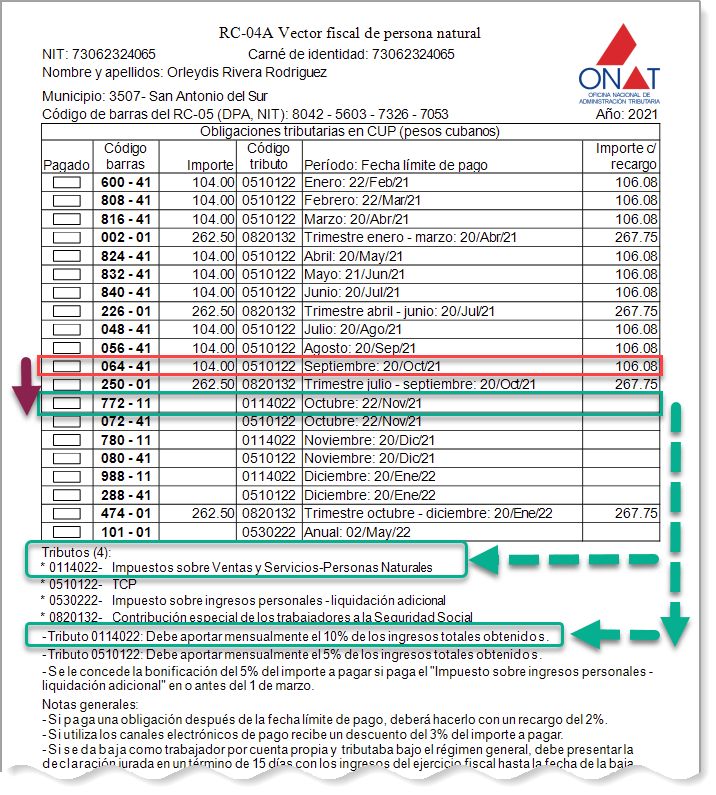 RC-04A Vector fiscal de persona natural
NIT: 73062324065 Carné de identidad: 73062324065
Nombre y apellidos: Orleydis Rivera Rodriguez
ONAT
OFICINA NACIONAL DE
ADMINISTRACIÓN TRIBUTARIA
Municipio: 3507- San Antonio del Sur
Código de barras del RC-05 (DPA, NIT): 8042 - 5603 - 7326 - 7053 Año: 2021
Obligaciones tributarias en CUP (pesos cubanos)
Pagado Código barras Importe Código tributo Período: Fecha límite de pago Importe c/ recargo
600 - 41 104.00 0510122 Enero: 22/Feb/21 106.08
808 - 41 104.00 0510122 Febrero: 22/Mar/21 106.08
816 - 41 104.00 0510122 Marzo: 20/Abr/21 106.08
002 - 01 262.50 0820132 Trimestre enero - marzo: 20/Abr/21 267.75
824 - 41 104.00 0510122 Abril: 20/May/21 106.08
832 - 41 104.00 0510122 Mayo: 21/Jun/21 106.08
840 - 41 104.00 0510122 Junio: 20/Jul/21 106.08
226 - 01 262.50 0820132 Trimestre abril - junio: 20/Jul/21 267.75
048 - 41 104.00 0510122 Julio: 20/Ago/21 106.08
056 - 41 104.00 0510122 Agosto: 20/Sep/21 106.08
064 - 41 104.00 0510122 Septiembre: 20/Oct/21 106.08
250 - 01 262.50 0820132 Trimestre julio - septiembre: 20/Oct/21 267.75
772 - 11 0114022 Octubre: 22/Nov/21
072 - 41 0510122 Octubre: 22/Nov/21
780 - 11 0114022 Noviembre: 20/Dic/21
080 - 41 0510122 Noviembre: 20/Dic/21
988 - 11 0114022 Diciembre: 20/Ene/22
288 - 41 0510122 Diciembre: 20/Ene/22
474 - 01 262.50 0820132 Trimestre octubre - diciembre: 20/Ene/22 267.75
101 - 01 0530222 Anual: 02/May/22
Tributos (4):
* 0114022- Impuestos sobre Ventas y Servicios-Personas Naturales
* 0510122- TCP
* 0530222- Impuesto sobre ingresos personales - liquidación adicional
* 0820132- Contribución especial de los trabajadores a la Seguridad Social
- Tributo 0114022: Debe aportar mensualmente el 10% de los ingresos totales obtenidos.
- Tributo 0510122: Debe aportar mensualmente el 5% de los ingresos totales obtenidos.
- Se le concede la bonificación del 5% del importe a pagar si paga el "Impuesto sobre ingresos personales -
liquidación adicional" en o antes del 1 de marzo.
Notas generales:
- Si paga una obligación después de la fecha límite de pago, deberá hacerlo con un recargo del 2%.
- Si utiliza los canales electrónicos de pago recibe un descuento del 3% del importe a pagar.
- Si se da baja como trabajador por cuenta propia y tributaba bajo el régimen general, debe presentar la
declaración jurada en un término de 15 días con los ingresos del ejercicio fiscal hasta la fecha de la baja